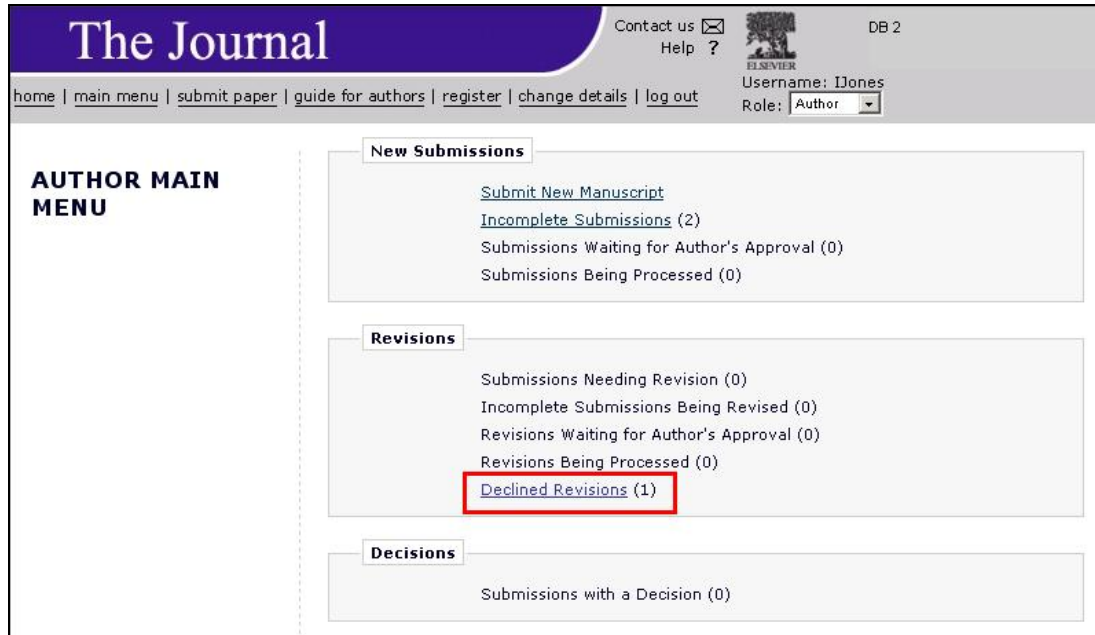 The Journal
Contact us
Help ?
ELSEVIER
DB 2
home | main menu | submit paper | guide for authors | register | change details | log out
Username: IJones
Role: Author
AUTHOR MAIN
MENU
New Submissions
Submit New Manuscript
Incomplete Submissions (2)
Submissions Waiting for Author's Approval (0)
Submissions Being Processed (0)
Revisions
Submissions Needing Revision (0)
Incomplete Submissions Being Revised (0)
Revisions Waiting for Author's Approval (0)
Revisions Being Processed (0)
Declined Revisions (1)
Decisions
Submissions with a Decision (0)